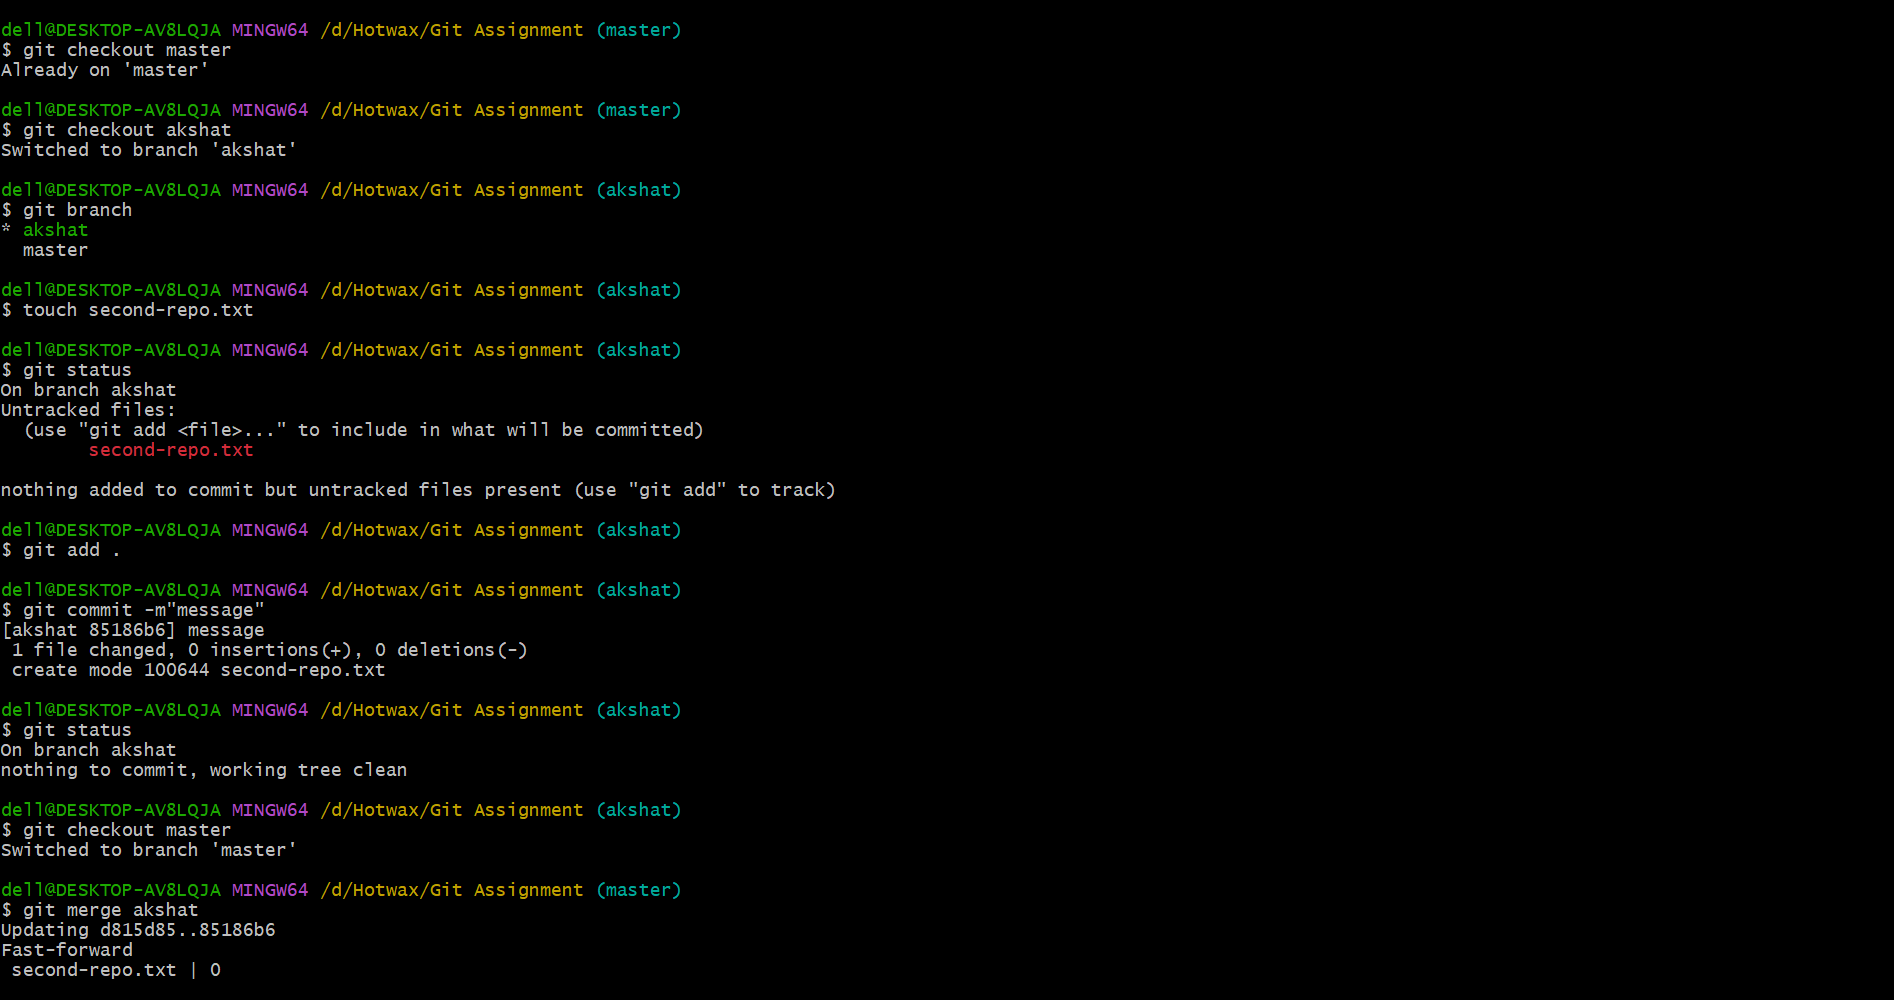 dell@DESKTOP-AV8LQJA MINGW64 /d/Hotwax/Git Assignment (master)
$ git checkout master
Already on 'master'
dell@DESKTOP-AV8LQJA MINGW64 /d/Hotwax/Git Assignment (master)
$ git checkout akshat
Switched to branch 'akshat'
dell@DESKTOP-AV8LQJA MINGW64 /d/Hotwax/Git Assignment (akshat)
$ git branch
* akshat
  master
dell@DESKTOP-AV8LQJA MINGW64 /d/Hotwax/Git Assignment (akshat)
$ touch second-repo.txt
dell@DESKTOP-AV8LQJA MINGW64 /d/Hotwax/Git Assignment (akshat)
$ git status
On branch akshat
Untracked files:
  (use "git add <file>..." to include in what will be committed)
        second-repo.txt
nothing added to commit but untracked files present (use "git add" to track)
dell@DESKTOP-AV8LQJA MINGW64 /d/Hotwax/Git Assignment (akshat)
$ git add .
dell@DESKTOP-AV8LQJA MINGW64 /d/Hotwax/Git Assignment (akshat)
$ git commit -m"message"
[akshat 85186b6] message
 1 file changed, 0 insertions(+), 0 deletions(-)
 create mode 100644 second-repo.txt
dell@DESKTOP-AV8LQJA MINGW64 /d/Hotwax/Git Assignment (akshat)
$ git status
On branch akshat
nothing to commit, working tree clean
dell@DESKTOP-AV8LQJA MINGW64 /d/Hotwax/Git Assignment (akshat)
$ git checkout master
Switched to branch 'master'
dell@DESKTOP-AV8LQJA MINGW64 /d/Hotwax/Git Assignment (master)
$ git merge akshat
Updating d815d85..85186b6
Fast-forward
 second-repo.txt | 0